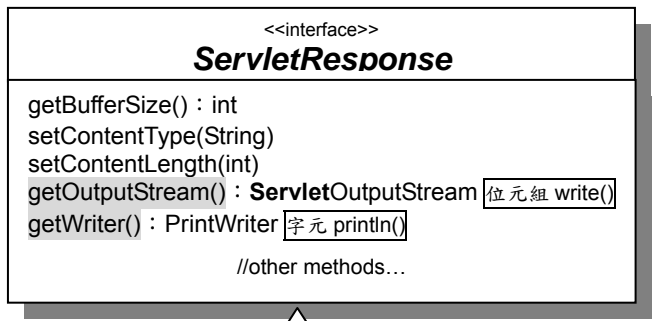 <<interface>>
ServletResponse
getBufferSize()：int
setContentType(String)
setContentLength(int)
getOutputStream()：ServletOutputStream 位元組 write()
getWriter()：PrintWriter 字元 println()
//other methods…